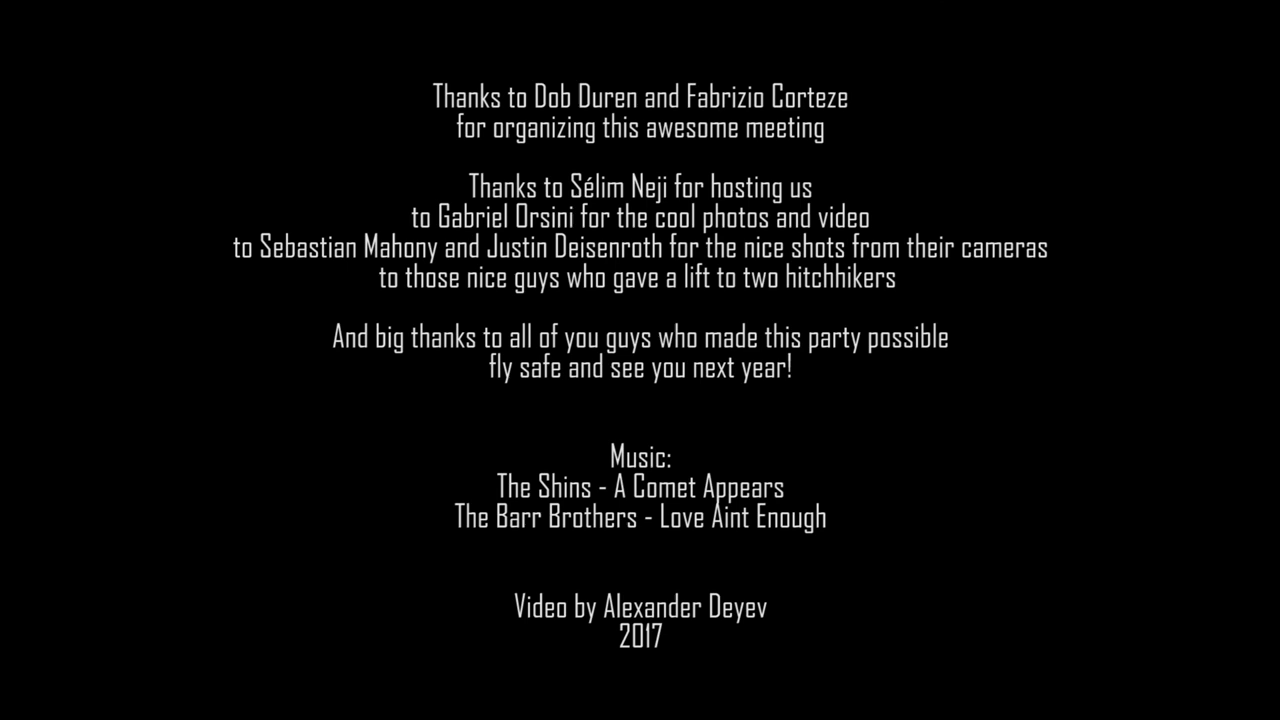 Thanks to Dob Duren and Fabrizio Corteze
for organizing this awesome meeting
Thanks to Sélim Neji for hosting us
to Gabriel Orsini for the cool photos and video
to Sebastian Mahony and Justin Deisenroth for the nice shots from their cameras
to those nice guys who gave a lift to two hitchhikers
And big thanks to all of you guys who made this party possible
fly safe and see you next year!
Music:
The Shins - A Comet Appears
The Barr Brothers - Love Aint Enough
Video by Alexander Deyev
2017